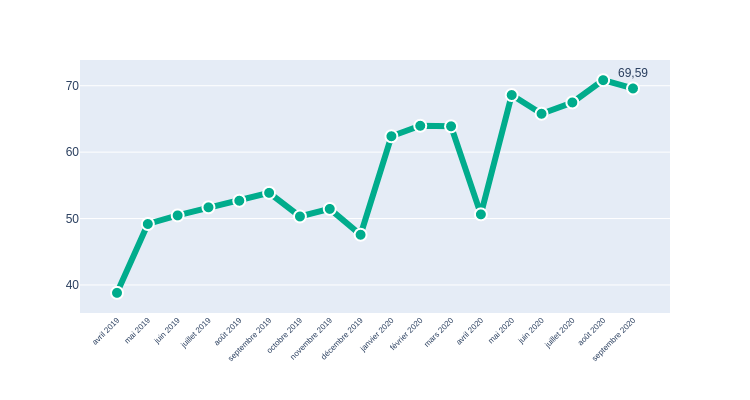 69,59
70
60
50
40
avril 2019
mai 2019
juin 2019
juillet 2019
août 2019
septembre 2019
octobre 2019
novembre 2019
décembre 2019
janvier 2020
février 2020
mars 2020
avril 2020
mai 2020
juin 2020
juillet 2020
août 2020
septembre 2020